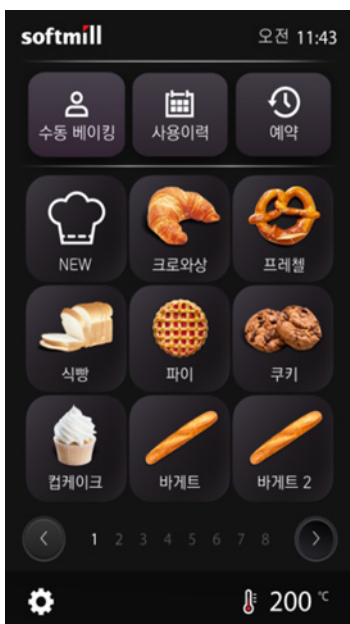 softmill 오전 11:43
수동 베이킹 사용이력 예약
NEW 크로와상 프레첼
식빵 파이 쿠키
컵케이크 바게트 바게트 2
1 2 3 4 5 6 7 8
200 ℃